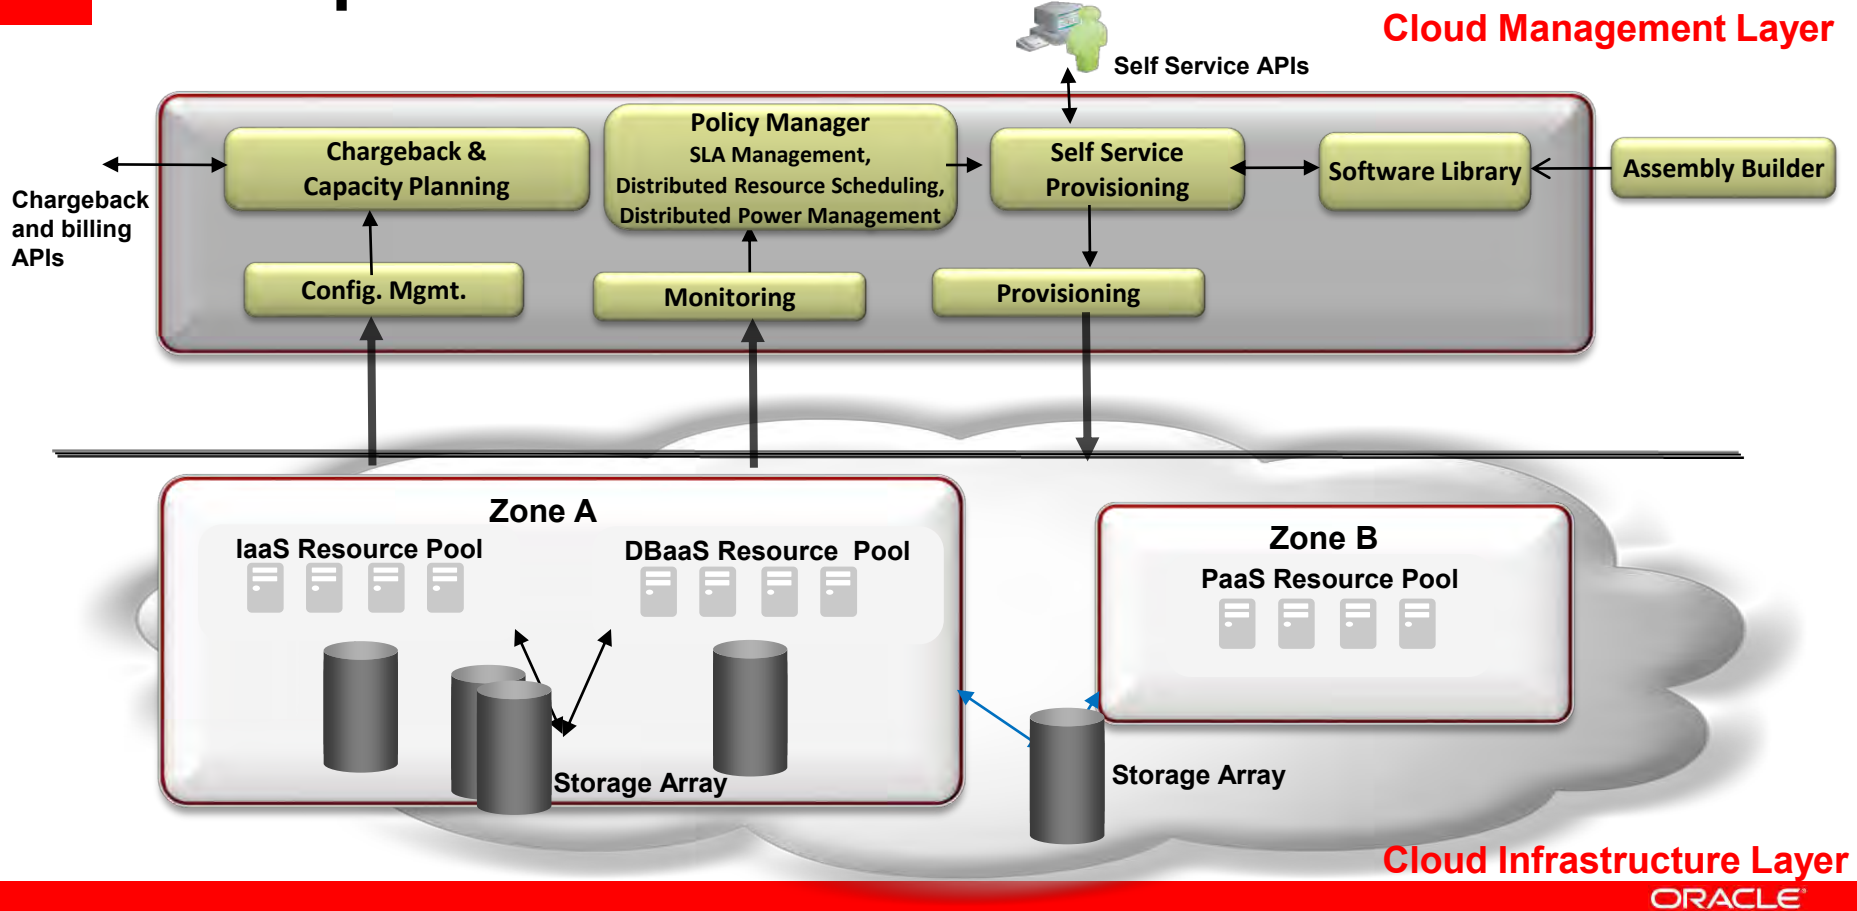 Cloud Management Layer
Self Service APIs
Chargeback &
Capacity Planning
Policy Manager
SLA Management,
Distributed Resource Scheduling,
Distributed Power Management
Self Service
Provisioning
Software Library
Assembly Builder
Chargeback
and billing
APIs
Config. Mgmt.
Monitoring
Provisioning
Zone A
IaaS Resource Pool
DBaaS Resource Pool
Zone B
PaaS Resource Pool
Storage Array
Storage Array
Cloud Infrastructure Layer
ORACLE